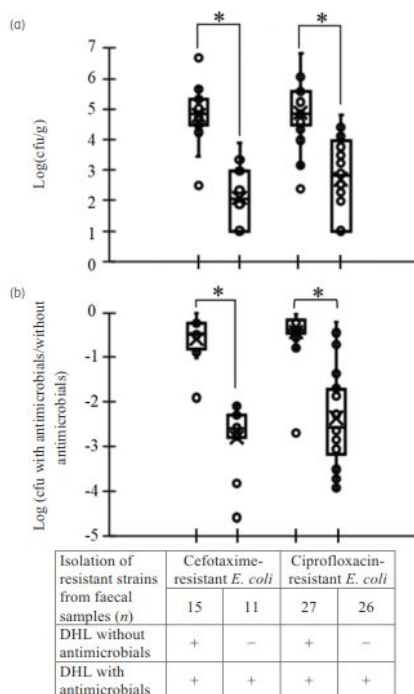 (a)
*
*
7
6
5
4
3
2
1
0
Log(cfu/g)
(b)
*
*
-0
-1
-2
-3
-4
-5
Log (cfu with antimicrobials/without
antimicrobials)
Isolation of
resistant strains
from faecal
samples (n)
Cefotaxime-
resistant E. coli
Ciprofloxacin-
resistant E. coli
15 11 27 26
DHL without
antimicrobials
+ − + −
DHL with
antimicrobials
+ + + +